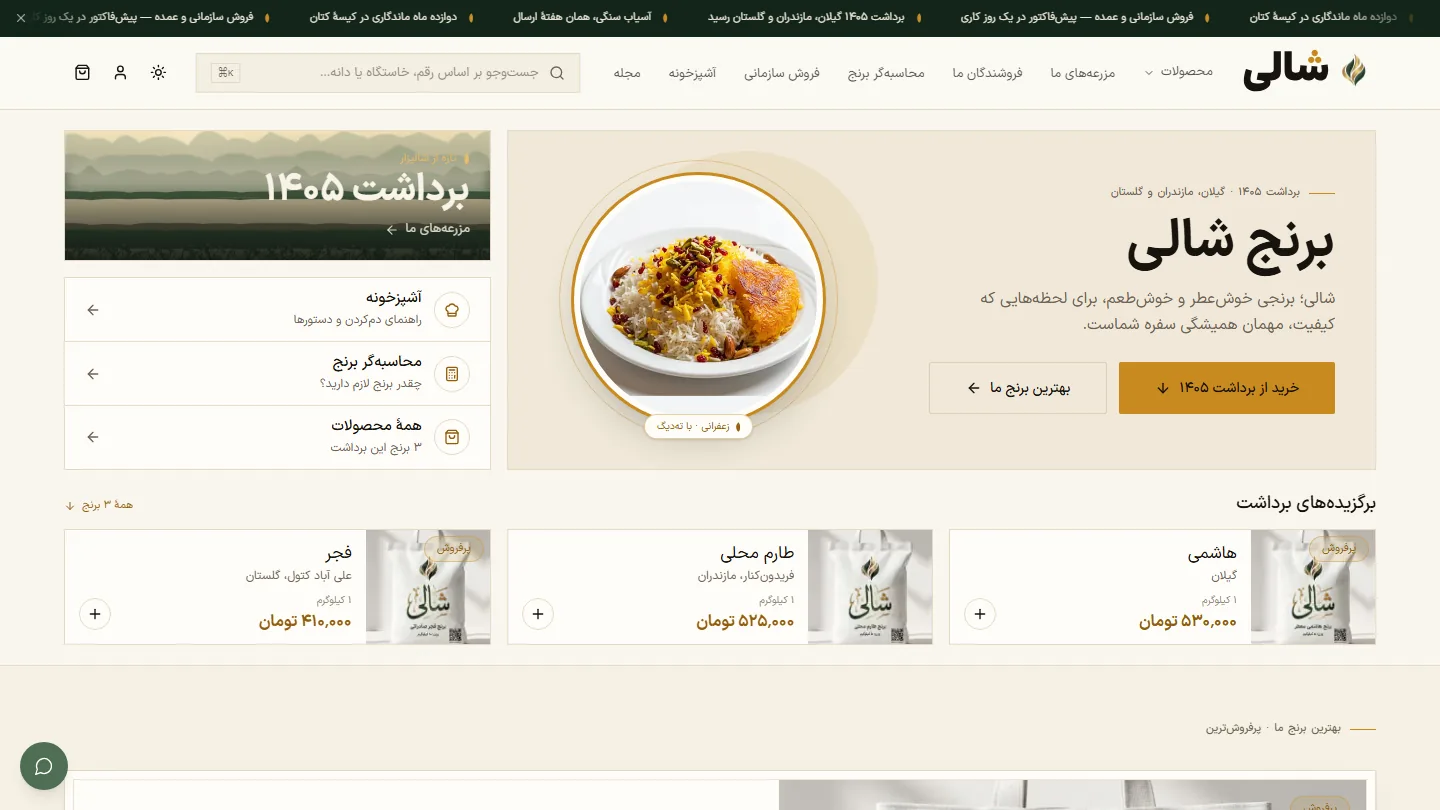 دوازده ماه ماندگاری در کیسهٔ کتان
فروش سازمانی و عمده — پیش‌فاکتور در یک روز کاری
برداشت ۱۴۰۵ گیلان، مازندران و گلستان رسید
آسیاب سنگی، همان هفتهٔ ارسال
دوازده ماه ماندگاری در کیسهٔ کتان
فروش سازمانی و عمده — پیش‌فاکتور در یک روز
شالی
محصولات
مزرعه‌های ما
فروشندگان ما
محاسبه‌گر برنج
فروش سازمانی
آشپزخونه
مجله
جست‌وجو بر اساس رقم، خاستگاه یا دانه...
⌘K
برداشت ۱۴۰۵ · گیلان، مازندران و گلستان
برنج شالی
شالی؛ برنجی خوش‌عطر و خوش‌طعم، برای لحظه‌هایی که
کیفیت، مهمان همیشگی سفره شماست.
خرید از برداشت ۱۴۰۵
بهترین برنج ما
زعفرانی · با ته‌دیگ
تازه از شالیزار
برداشت ۱۴۰۵
مزرعه‌های ما
آشپزخونه
راهنمای دم‌کردن و دستورها
محاسبه‌گر برنج
چقدر برنج لازم دارید؟
همهٔ محصولات
۳ برنج این برداشت
برگزیده‌های برداشت
همهٔ ۳ برنج
پرفروش
شالی
هاشمی
گیلان
۱ کیلوگرم
۵۳۰,۰۰۰ تومان
شالی
طارم محلی
فریدون‌کنار، مازندران
۱ کیلوگرم
۵۲۵,۰۰۰ تومان
پرفروش
شالی
فجر
علی آباد کتول، گلستان
۱ کیلوگرم
۴۱۰,۰۰۰ تومان
بهترین برنج ما · پرفروش‌ترین
پرفروش